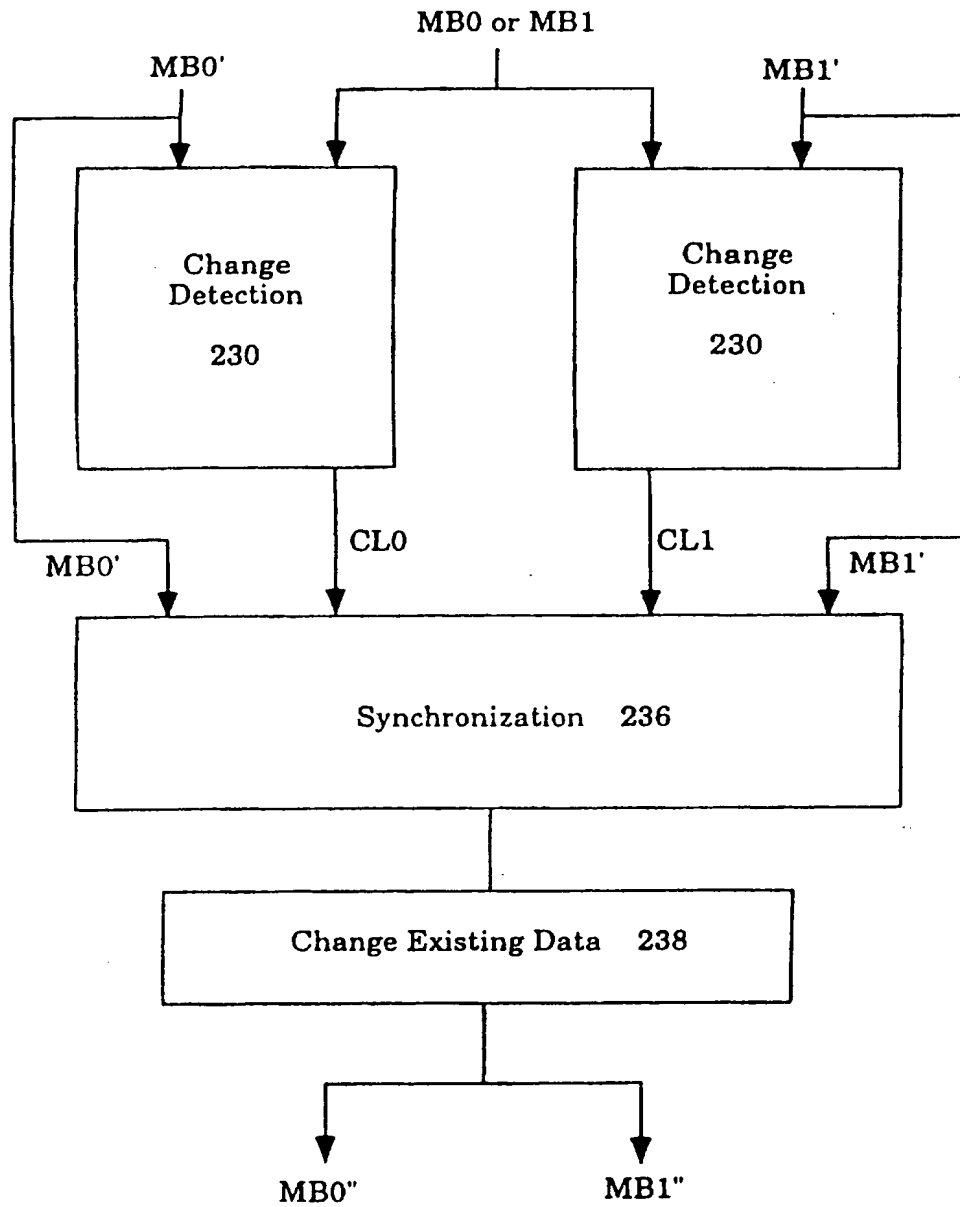 MB0 or MB1
MB0'
MB1'
Change
Detection
230
Change
Detection
230
CL0
CL1
MB0'
MB1'
Synchronization 236
Change Existing Data 238
MB0"
MB1"